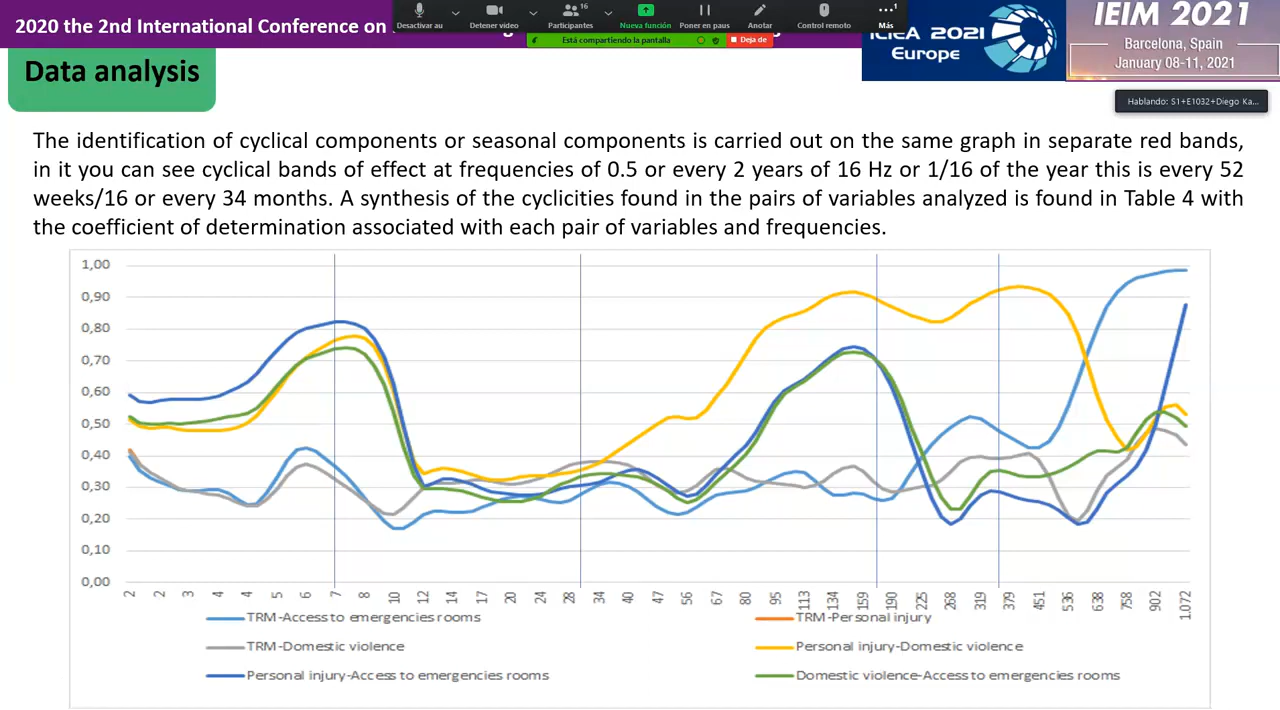 2020 the 2nd International Conference on
Desactivar au
Detener video
16
Participantes
Nueva función
Poner en paus
Anotar
Control remoto
1
Más
Está compartiendo la pantalla
Deja de
ICIEA 2021
Europe
IEIM 2021
Barcelona, Spain
January 08-11, 2021
Hablando: S1+E1032+Diego Ka...
Data analysis
The identification of cyclical components or seasonal components is carried out on the same graph in separate red bands,
in it you can see cyclical bands of effect at frequencies of 0.5 or every 2 years of 16 Hz or 1/16 of the year this is every 52
weeks/16 or every 34 months. A synthesis of the cyclicities found in the pairs of variables analyzed is found in Table 4 with
the coefficient of determination associated with each pair of variables and frequencies.
1,00
0,90
0,80
0,70
0,60
0,50
0,40
0,30
0,20
0,10
0,00
2 2 3 4 4 5 6 7 8 10 12 14 17 20 24 28 34 40 47 56 67 80 95 113 134 159 190 225 268 319 379 451 536 638 758 902 1.072
TRM-Access to emergencies rooms
TRM-Personal injury
TRM-Domestic violence
Personal injury-Domestic violence
Personal injury-Access to emergencies rooms
Domestic violence-Access to emergencies rooms